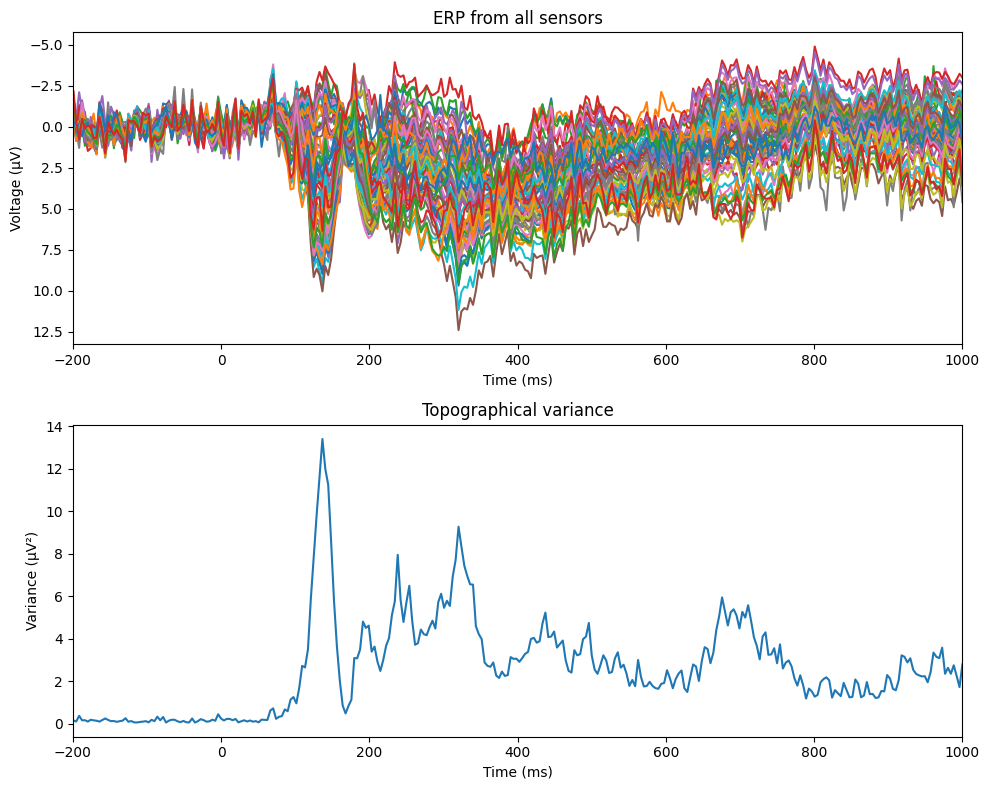 ERP from all sensors
−5.0
−2.5
0.0
2.5
5.0
7.5
10.0
12.5
Voltage (µV)
−200 0 200 400 600 800 1000
Time (ms)
Topographical variance
14
12
10
8
6
4
2
0
Variance (µV²)
−200 0 200 400 600 800 1000
Time (ms)